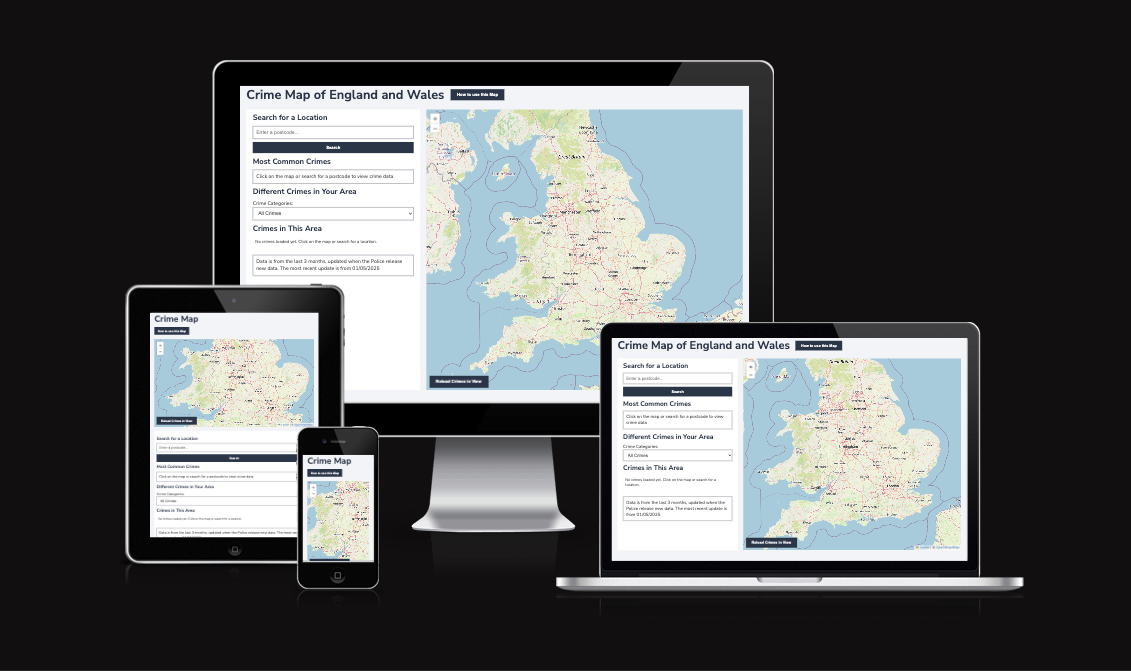 Crime Map of England and Wales
How to use this Map
Search for a Location
Enter a postcode...
Search
Most Common Crimes
Click on the map or search for a postcode to view crime data
Different Crimes in Your Area
Crime Categories:
All Crimes
Crimes in This Area
No crimes loaded yet. Click on the map or search for a location.
Data is from the last 3 months, updated when the Police release
new data. The most recent update is from 01/05/2025
Reload Crimes in View
Crime Map
How to use this Map
Reload Crimes in View
Search for a Location
Enter a postcode...
Search
Most Common Crimes
Click on the map or search for a postcode to view crime data
Different Crimes in Your Area
Crime Categories:
All Crimes
Crimes in This Area
No crimes loaded yet. Click on the map or search for a location.
Data is from the last 3 months, updated when the Police release new data. The most recent
Crime Map
How to use this Map
Crime Map of England and Wales
How to use this Map
Search for a Location
Enter a postcode...
Search
Most Common Crimes
Click on the map or search for a postcode to view
crime data
Different Crimes in Your Area
Crime Categories:
All Crimes
Crimes in This Area
No crimes loaded yet. Click on the map or search for a
location.
Data is from the last 3 months, updated when the
Police release new data. The most recent update is
from 01/05/2025
Reload Crimes in View